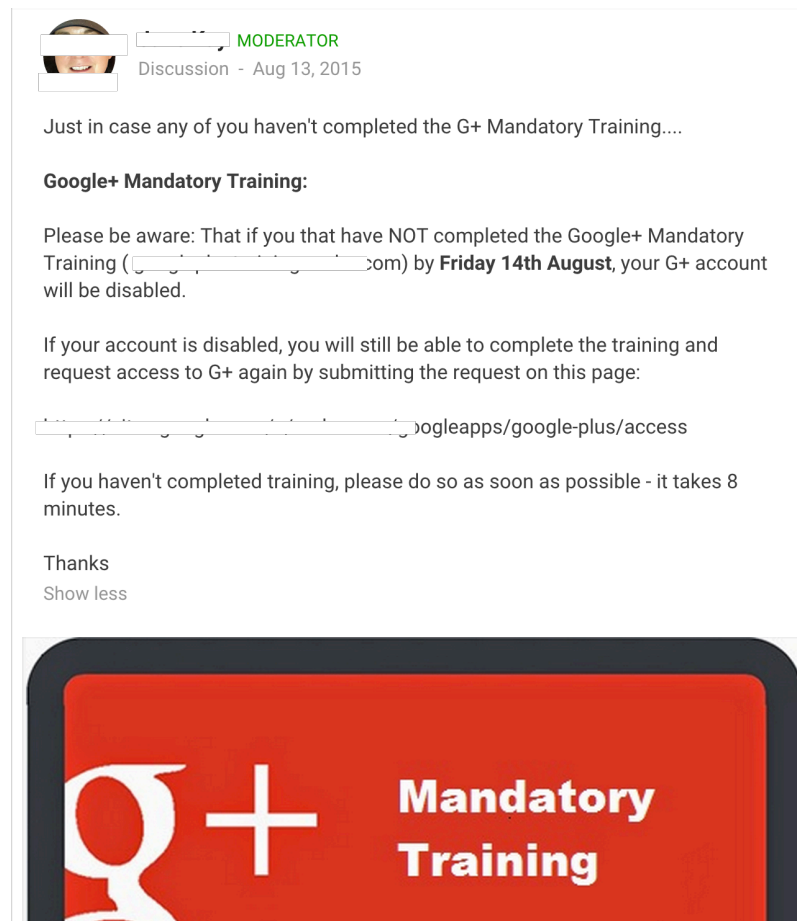 MODERATOR
Discussion - Aug 13, 2015
Just in case any of you haven't completed the G+ Mandatory Training....
Google+ Mandatory Training:
Please be aware: That if you that have NOT completed the Google+ Mandatory
Training ( com) by Friday 14th August, your G+ account
will be disabled.
If your account is disabled, you will still be able to complete the training and
request access to G+ again by submitting the request on this page:
oogleapps/google-plus/access
If you haven't completed training, please do so as soon as possible - it takes 8
minutes.
Thanks
Show less
g+
Mandatory
Training